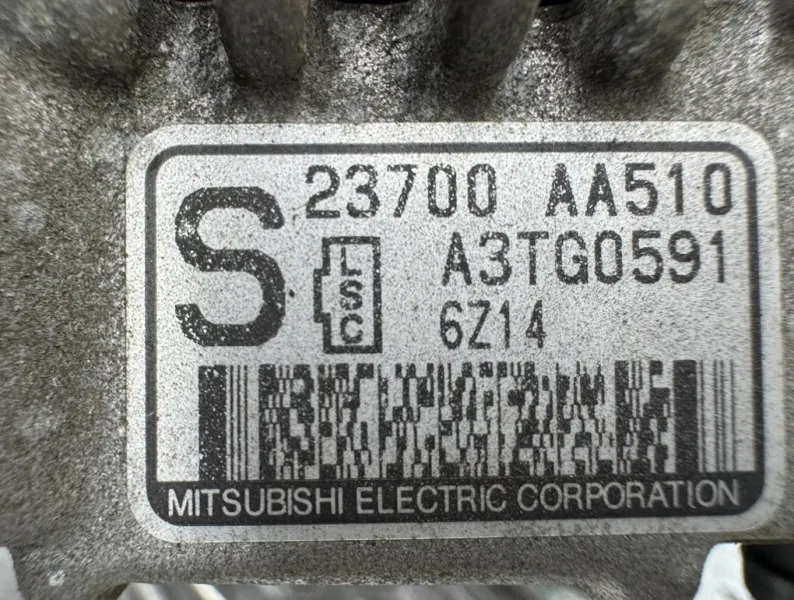 S
23700 AA510
LSC
A3TG0591
6Z14
MITSUBISHI ELECTRIC CORPORATION